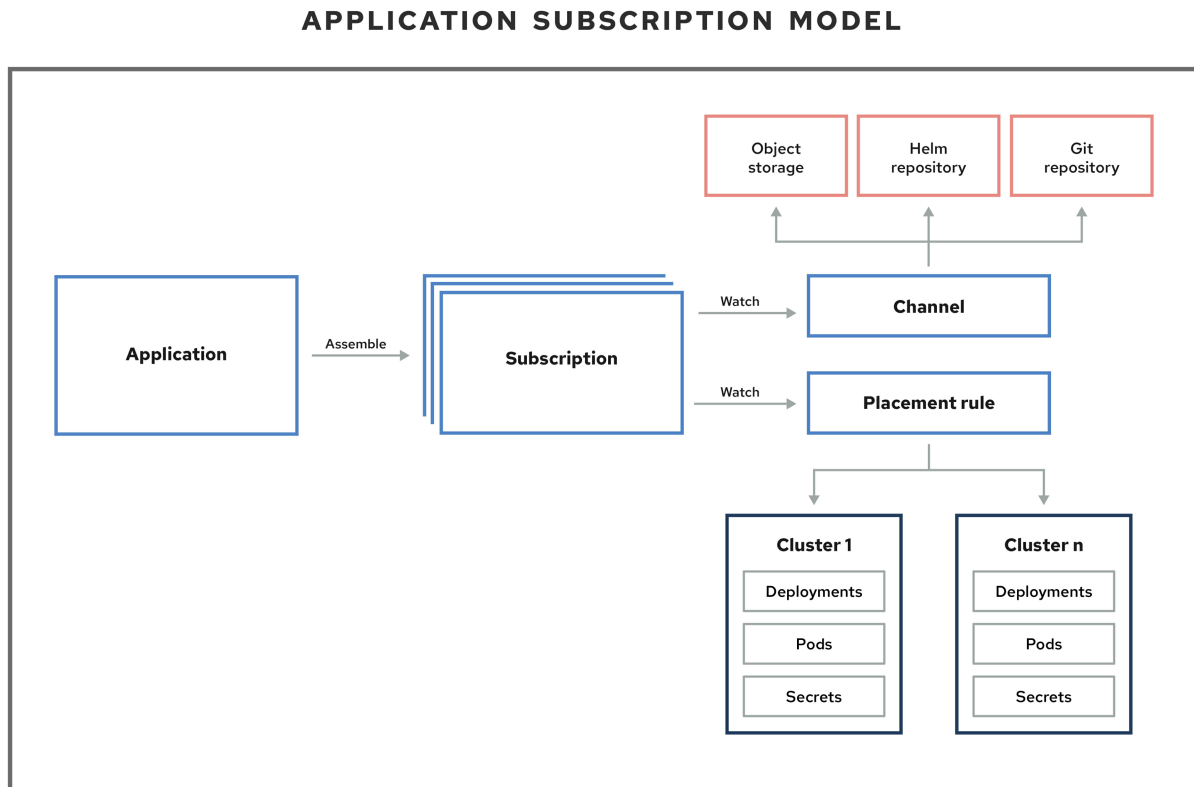 APPLICATION SUBSCRIPTION MODEL
Object
storage
Helm
repository
Git
repository
Application
Assemble
Subscription
Watch
Channel
Watch
Placement rule
Cluster 1
Deployments
Pods
Secrets
Cluster n
Deployments
Pods
Secrets